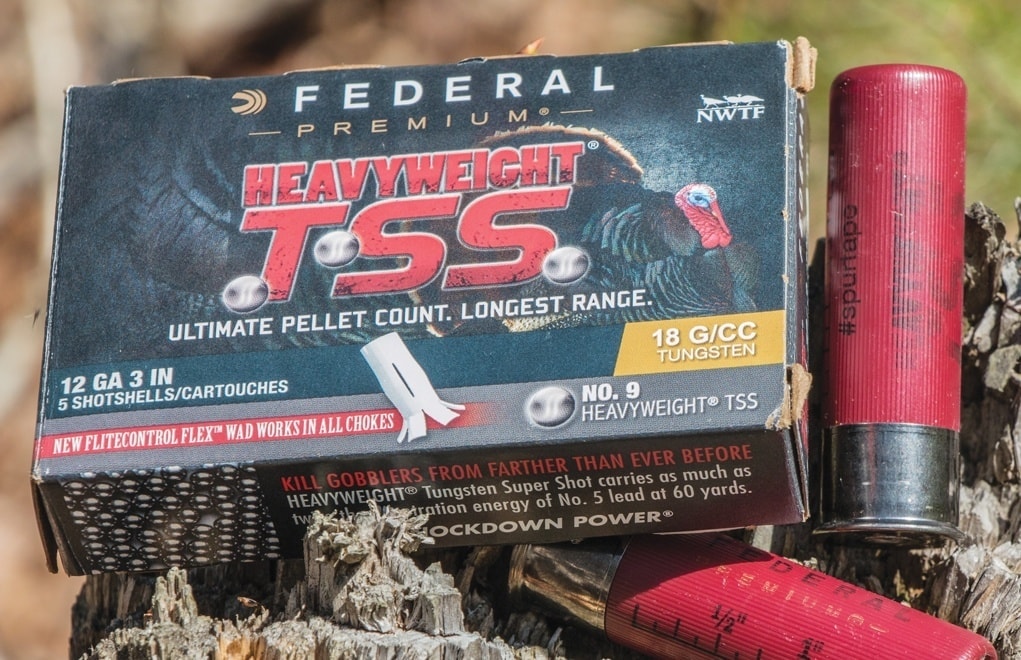 FEDERAL
PREMIUM®
NWTF
HEAVYWEIGHT®
TSS
ULTIMATE PELLET COUNT. LONGEST RANGE.
18 G/CC
TUNGSTEN
12 GA 3 IN
5 SHOTSHELLS/CARTOUCHES
NO. 9
HEAVYWEIGHT® TSS
NEW FLITECONTROL FLEX™ WAD WORKS IN ALL CHOKES
KILL GOBBLERS FROM FARTHER THAN EVER BEFORE
HEAVYWEIGHT® Tungsten Super Shot carries as much as
energy of No. 5 lead at 60 yards.
POWER®
#spurtape
FEDERAL
PREMIUM
1/2"